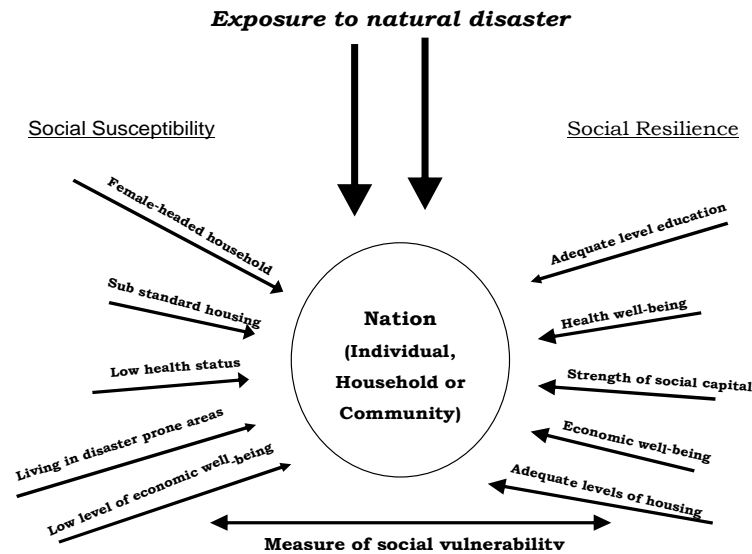 Exposure to natural disaster
Social Susceptibility
Social Resilience
Female-headed household
Sub standard housing
Low health status
Living in disaster prone areas
Low level of economic well-being
Nation
(Individual,
Household or
Community)
Adequate level education
Health well-being
Strength of social capital
Economic well-being
Adequate levels of housing
Measure of social vulnerability